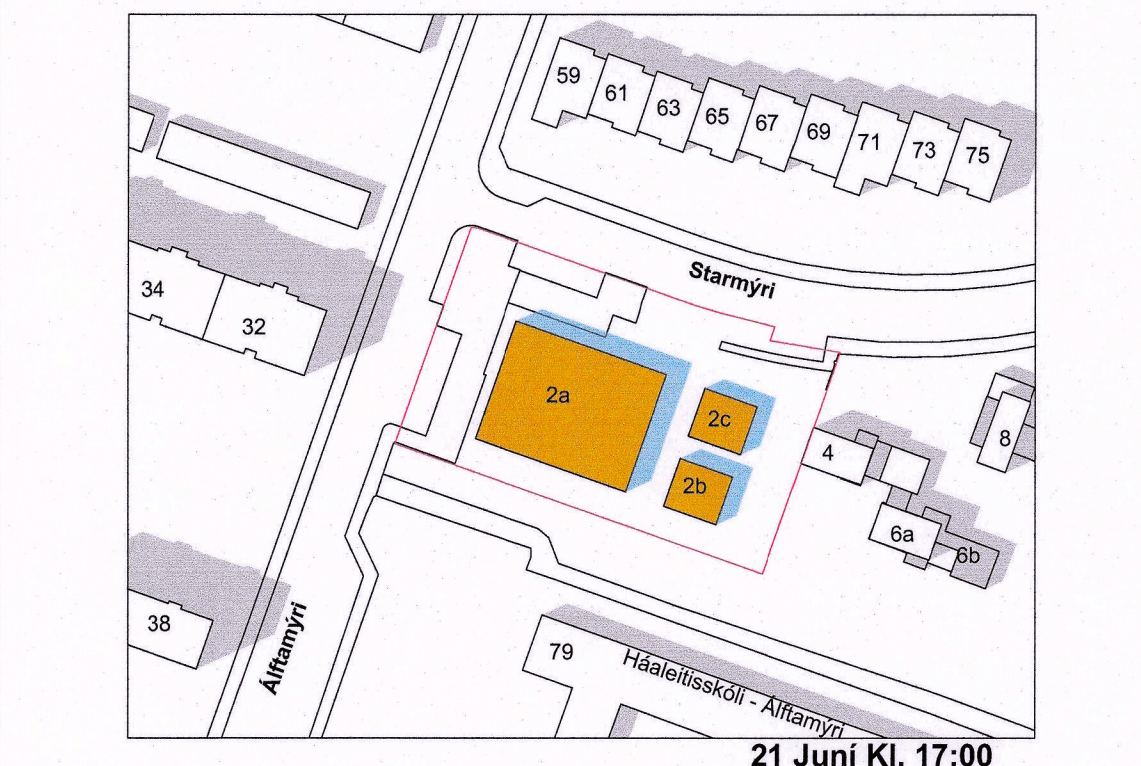 59
61
63
65
67
69
71
73
75
Starmýri
34
32
2a
2c
2b
4
8
6a
6b
38
Álftamýri
79
Háaleitisskóli - Álftamýri
21 Juní Kl. 17:00